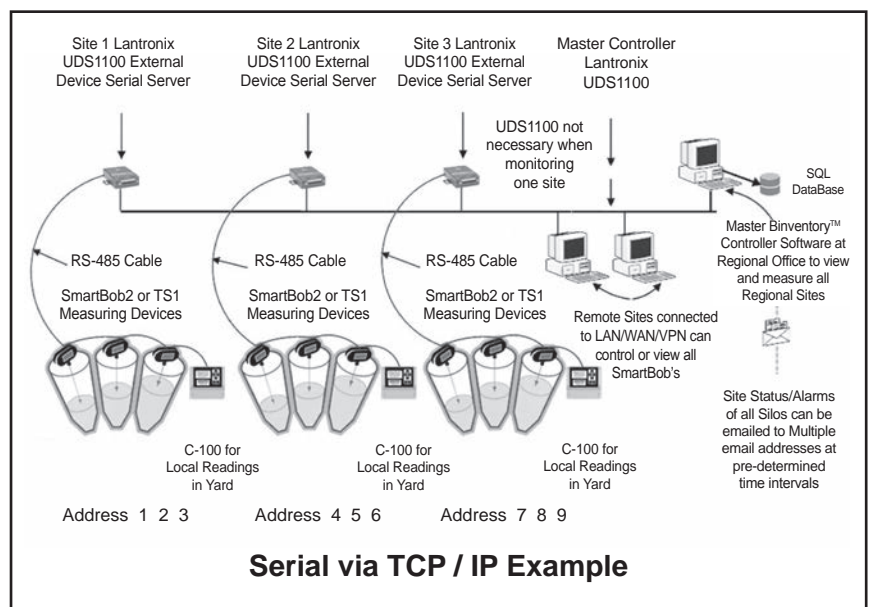 Site 1 Lantronix
UDS1100 External
Device Serial Server
Site 2 Lantronix
UDS1100 External
Device Serial Server
Site 3 Lantronix
UDS1100 External
Device Serial Server
Master Controller
Lantronix
UDS1100
UDS1100 not
necessary when
monitoring
one site
SQL
DataBase
RS-485 Cable
RS-485 Cable
RS-485 Cable
Master Binventory™
Controller Software at
Regional Office to view
and measure all
Regional Sites
SmartBob2 or TS1
Measuring Devices
SmartBob2 or TS1
Measuring Devices
SmartBob2 or TS1
Measuring Devices
Remote Sites connected
to LAN/WAN/VPN can
control or view all
SmartBob's
Site Status/Alarms
of all Silos can be
emailed to Multiple
email addresses at
pre-determined
time intervals
C-100 for
Local Readings
in Yard
C-100 for
Local Readings
in Yard
C-100 for
Local Readings
in Yard
Address 1 2 3
Address 4 5 6
Address 7 8 9
Serial via TCP / IP Example